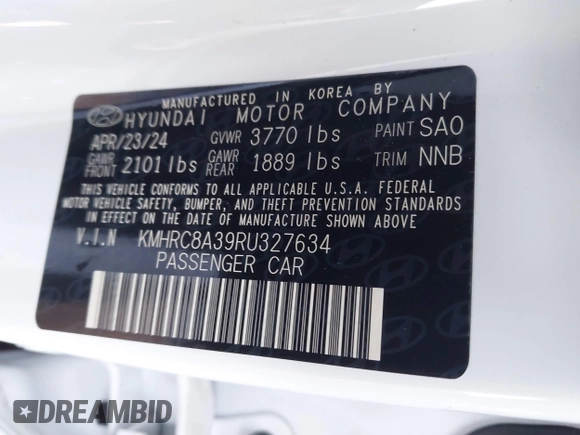 MANUFACTURED IN KOREA BY
HYUNDAI MOTOR COMPANY
APR/23/24 GVWR 3770 lbs PAINT SAO
GAWR FRONT 2101 lbs GAWR REAR 1889 lbs TRIM NNB
THIS VEHICLE CONFORMS TO ALL APPLICABLE U.S.A. FEDERAL
MOTOR VEHICLE SAFETY, BUMPER, AND THEFT PREVENTION STANDARDS
IN EFFECT ON THE DATE OF MANUFACTURE SHOWN ABOVE
V.I.N KMHRC8A39RU327634
PASSENGER CAR
DREAMBID